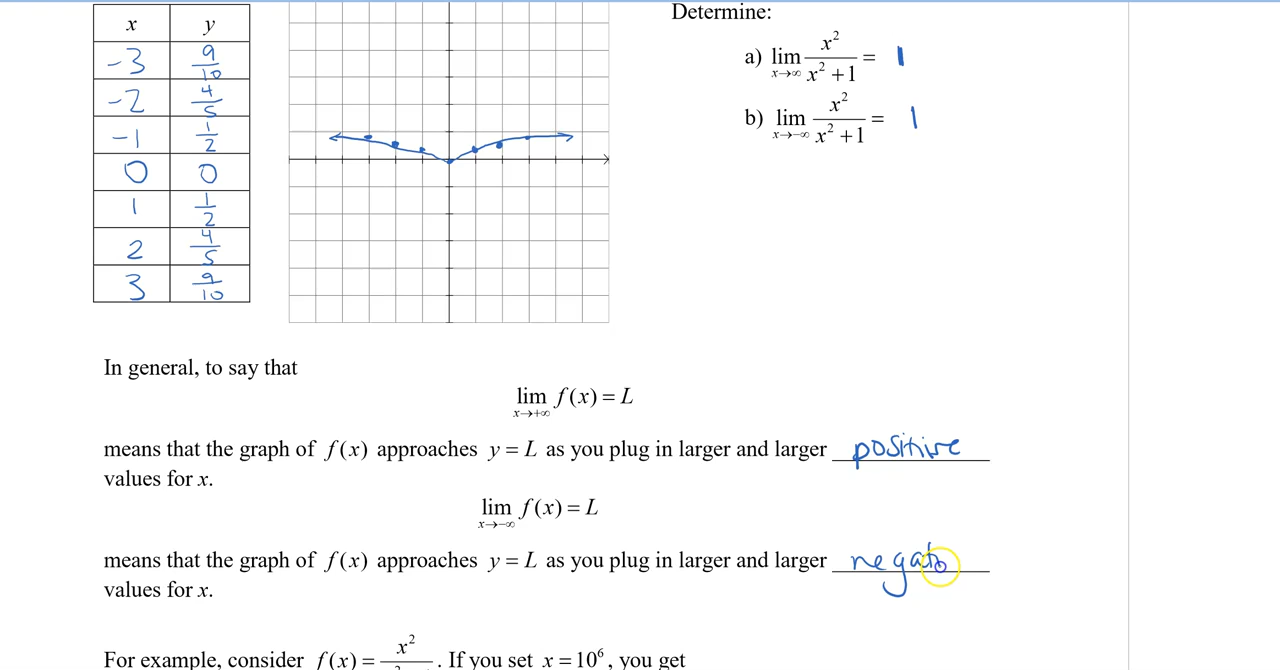 Determine:
x y
-3 9/10
-2 4/5
-1 1/2
0 0
1 1/2
2 4/5
3 9/10
a) lim x→∞ x²/(x²+1) = 1
b) lim x→-∞ x²/(x²+1) = 1
In general, to say that
lim x→+∞ f(x) = L
means that the graph of f(x) approaches y = L as you plug in larger and larger positive
values for x.
lim x→-∞ f(x) = L
means that the graph of f(x) approaches y = L as you plug in larger and larger negati
values for x.
For example, consider f(x) = x²/. If you set x = 10⁶, you get